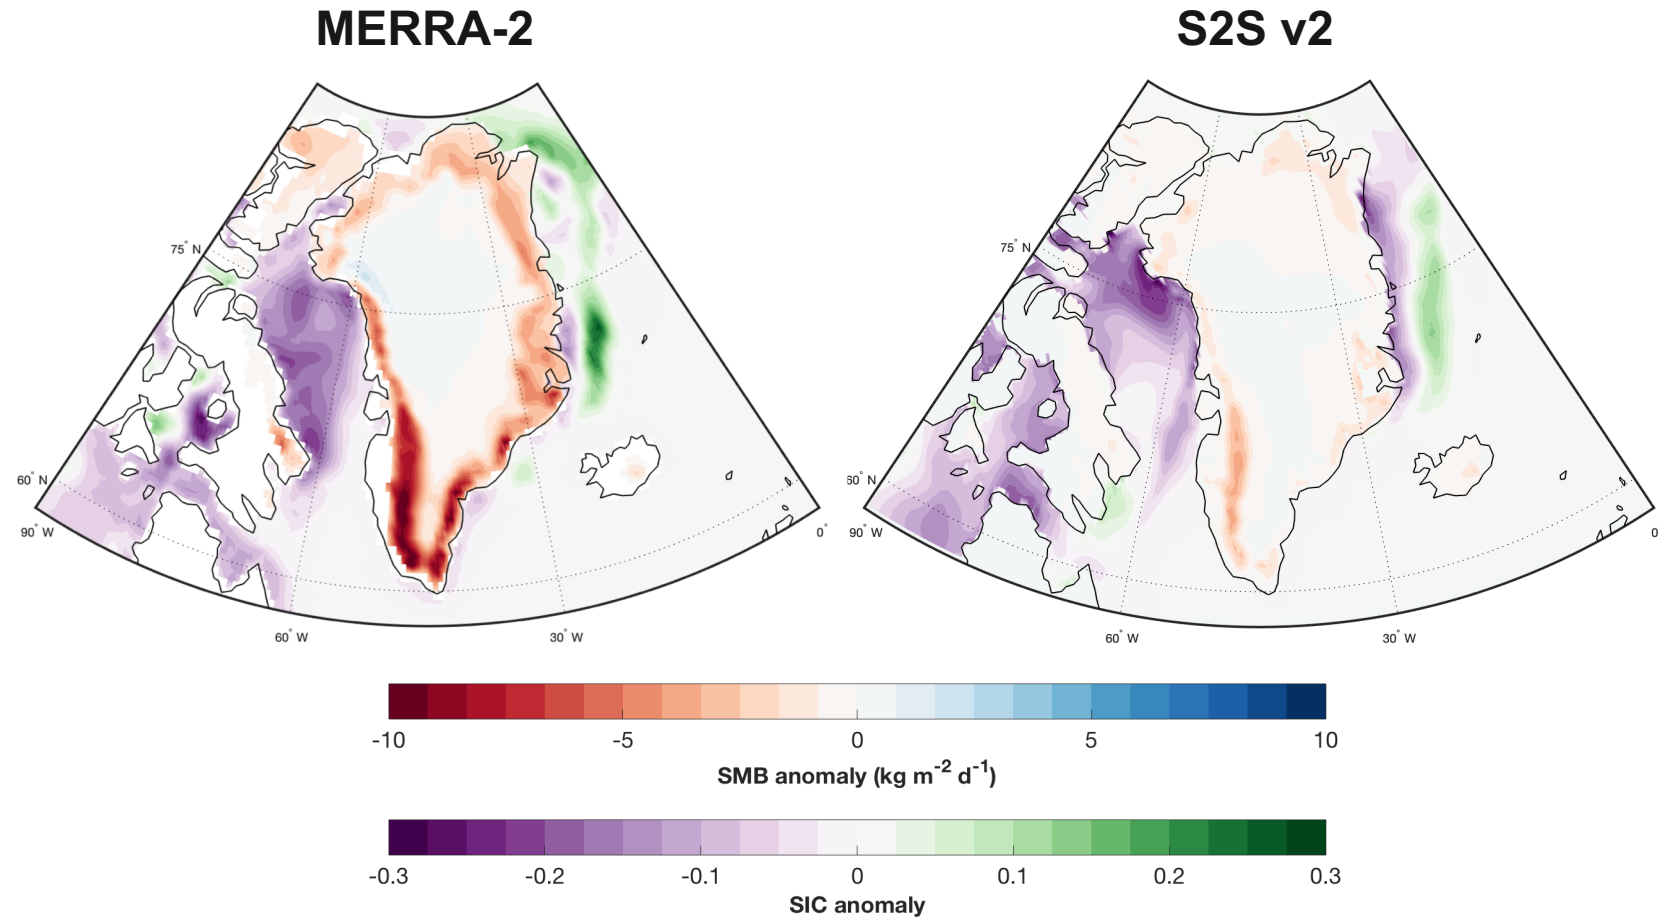 MERRA-2 S2S v2
75° N 75° N
60° N 60° N
90° W 0° 90° W 0
60° W 30° W 60° W 30° W
-10 -5 0 5 10
SMB anomaly (kg m-2 d-1)
-0.3 -0.2 -0.1 0 0.1 0.2 0.3
SIC anomaly